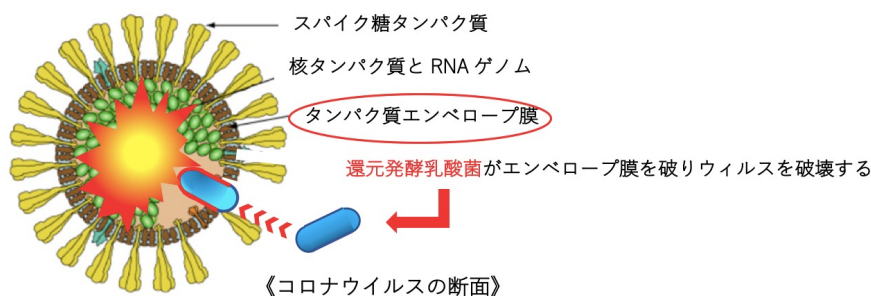 スパイク糖タンパク質
核タンパク質と RNA ゲノム
タンパク質エンベロープ膜
還元発酵乳酸菌がエンベロープ膜を破りウィルスを破壊する
《コロナウイルスの断面》